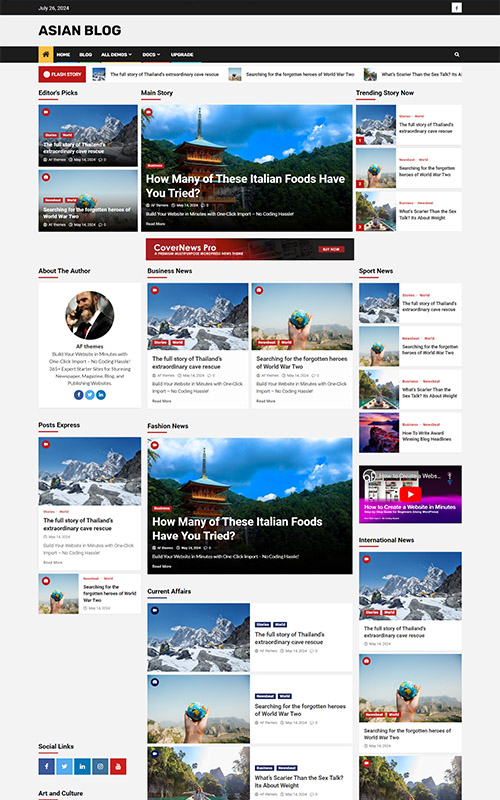 July 26, 2024
ASIAN BLOG
HOME BLOG ALL DEMOS DOCS UPGRADE
FLASH STORY
The full story of Thailand's extraordinary cave rescue
Searching for the forgotten heroes of World War Two
What's Scarier Than the Sex Talk? Its A
Editor's Picks
Stories World
The full story of Thailand's
extraordinary cave rescue
AF themes May 14, 2024 0
Newsbeat World
Searching for the forgotten heroes of
World War Two
AF themes May 14, 2024 0
Main Story
Business
How Many of These Italian Foods Have
You Tried?
AF themes May 14, 2024 0
Build Your Website in Minutes with One-Click Import – No Coding Hassle!
Read More
Trending Story Now
Stories World
The full story of Thailand's
extraordinary cave rescue
1
Newsbeat World
Searching for the forgotten
heroes of World War Two
2
Business Newsbeat
What's Scarier Than the Sex
Talk? Its About Weight
3
CoverNews Pro
A PREMIUM MULTIPURPOSE WORDPRESS NEWS THEME
BUY NOW
About The Author
AF themes
Build Your Website in Minutes with
One-Click Import – No Coding Hassle!
365+ Expert Starter Sites for Stunning
Newspaper, Magazine, Blog, and
Publishing Websites.
Business News
Stories World
The full story of Thailand's
extraordinary cave rescue
AF themes May 14, 2024 0
Build Your Website in Minutes with One-Click
Import – No Coding Hassle!
Read More
Newsbeat World
Searching for the forgotten heroes
of World War Two
AF themes May 14, 2024 0
Build Your Website in Minutes with One-Click
Import – No Coding Hassle!
Read More
Sport News
Stories World
The full story of Thailand's
extraordinary cave rescue
Newsbeat World
Searching for the forgotten
heroes of World War Two
Business Newsbeat
What's Scarier Than the
Sex Talk? Its About Weight
How To Write Award
Winning Blog Headlines
Posts Express
Stories World
The full story of Thailand's
extraordinary cave rescue
May 14, 2024
Build Your Website in Minutes with One-Click
Import – No Coding Hassle!
Read More
Newsbeat World
Searching for the
forgotten heroes of World
War Two
May 14, 2024
Fashion News
Business
How Many of These Italian Foods
Have You Tried?
AF themes May 14, 2024 0
Build Your Website in Minutes with One-Click Import – No Coding Hassle!
Read More
How to Create a Webs...
How to Create a Website in Minutes
International News
Stories World
The full story of Thailand's
extraordinary cave rescue
May 14, 2024
Newsbeat World
Searching for the forgotten
heroes of World War Two
May 14, 2024
Current Affairs
Stories World
The full story of Thailand's
extraordinary cave rescue
AF themes May 14, 2024 0
Newsbeat World
Searching for the forgotten heroes
of World War Two
AF themes May 14, 2024 0
Business Newsbeat
What's Scarier Than the Sex Talk?
Its About Weight
AF themes May 14, 2024 0
Social Links
Art and Culture